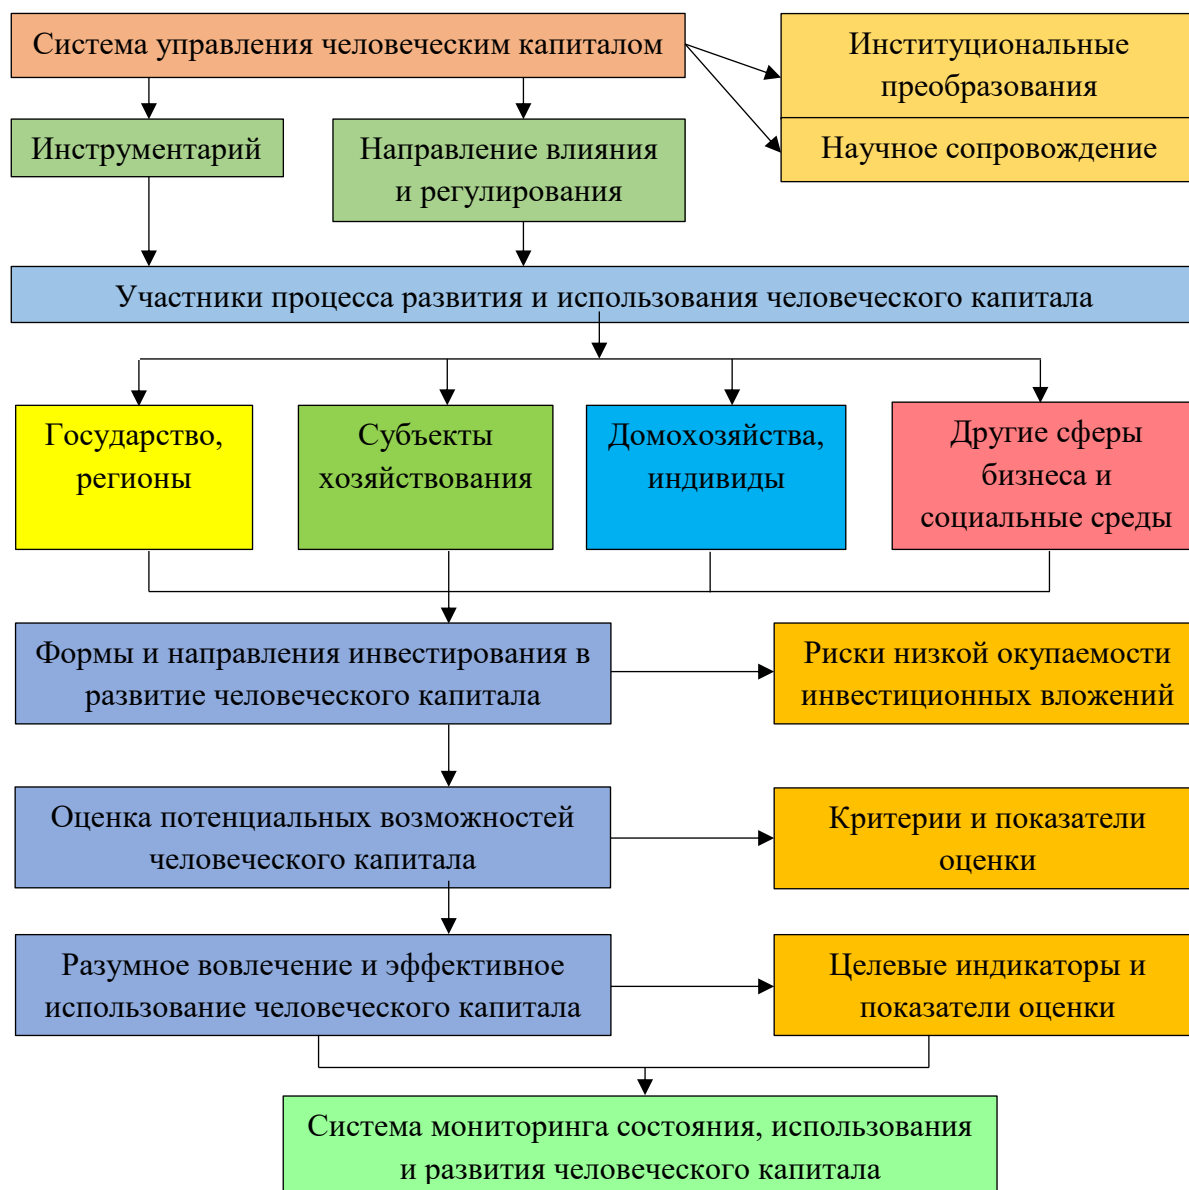 Система управления человеческим капиталом
Институциональные
преобразования
Инструментарий
Направление влияния
и регулирования
Научное сопровождение
Участники процесса развития и использования человеческого капитала
Государство,
регионы
Субъекты
хозяйствования
Домохозяйства,
индивиды
Другие сферы
бизнеса и
социальные среды
Формы и направления инвестирования в
развитие человеческого капитала
Риски низкой окупаемости
инвестиционных вложений
Оценка потенциальных возможностей
человеческого капитала
Критерии и показатели
оценки
Разумное вовлечение и эффективное
использование человеческого капитала
Целевые индикаторы и
показатели оценки
Система мониторинга состояния, использования
и развития человеческого капитала